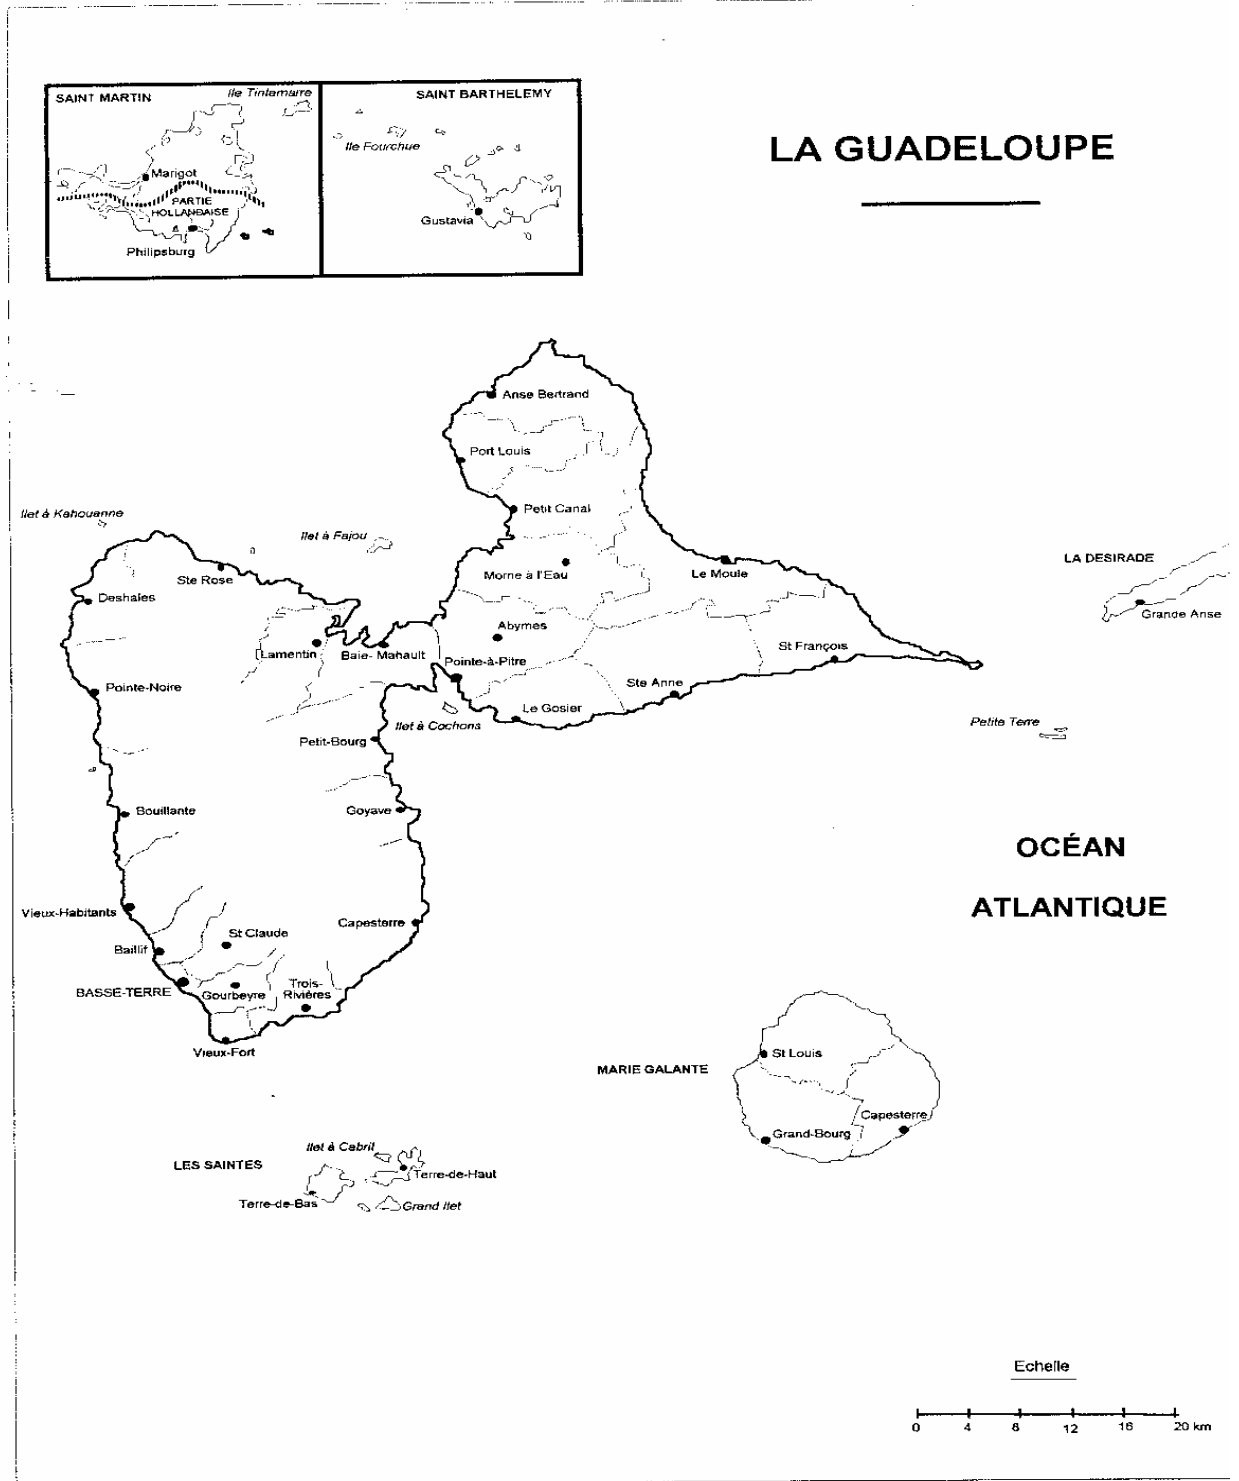 SAINT MARTIN
Ile Tintamarre
SAINT BARTHELEMY
Ile Fourchue
Marigot
PARTIE
HOLLANDAISE
Gustavia
Philipsburg
LA GUADELOUPE
Anse Bertrand
Port Louis
Ilet à Kahouanne
Petit Canal
Ilet à Fajou
LA DESIRADE
Ste Rose
Morne à l'Eau
Le Moule
Deshaies
Grande Anse
Abymes
Lamentin
Baie-Mahault
St François
Pointe-à-Pitre
Ste Anne
Pointe-Noire
Le Gosier
Ilet à Cochons
Petite Terre
Petit-Bourg
Bouillante
Goyave
OCÉAN
ATLANTIQUE
Vieux-Habitants
Capesterre
St Claude
Baillif
BASSE-TERRE
Gourbeyre
Trois-
Rivières
Vieux-Fort
St Louis
MARIE GALANTE
Capesterre
Grand-Bourg
Ilet à Cabril
LES SAINTES
Terre-de-Haut
Terre-de-Bas
Grand Ilet
Echelle
0 4 8 12 16 20 km